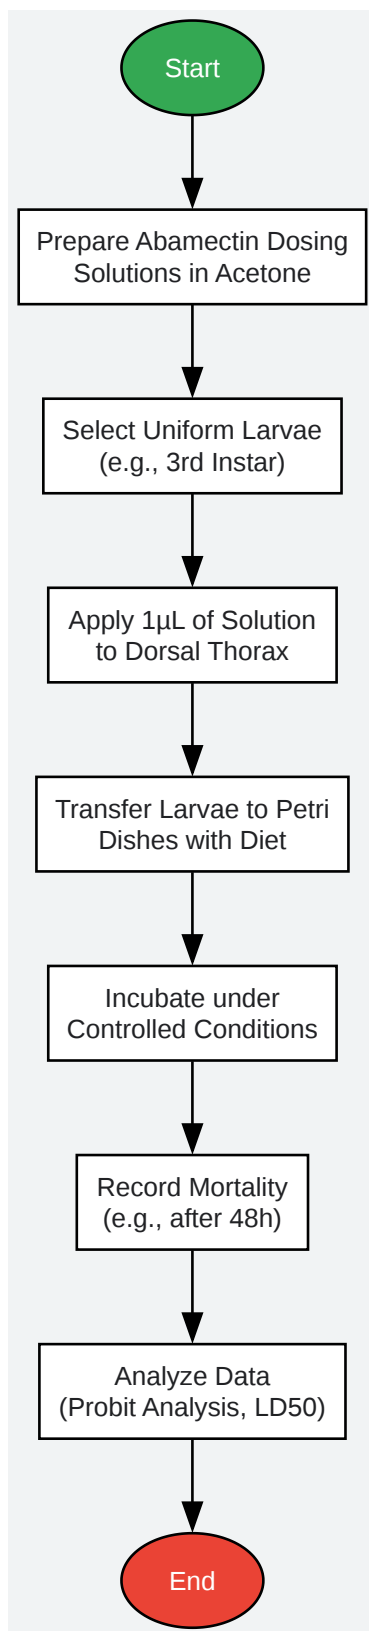 Start
Prepare Abamectin Dosing
Solutions in Acetone
Select Uniform Larvae
(e.g., 3rd Instar)
Apply 1µL of Solution
to Dorsal Thorax
Transfer Larvae to Petri
Dishes with Diet
Incubate under
Controlled Conditions
Record Mortality
(e.g., after 48h)
Analyze Data
(Probit Analysis, LD50)
End